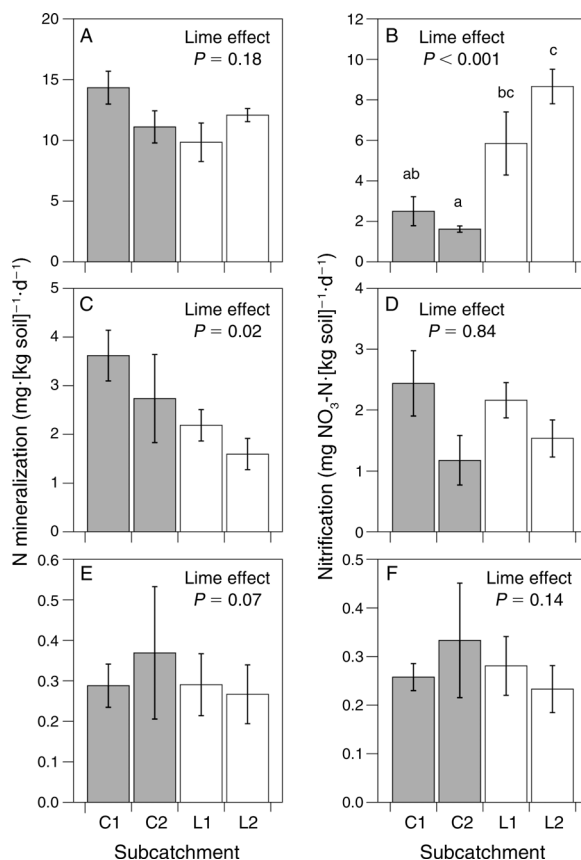 A
Lime effect
P = 0.18
20
15
10
5
0
B
Lime effect
P < 0.001
ab
a
bc
c
12
10
8
6
4
2
0
C
Lime effect
P = 0.02
5
4
3
2
1
0
D
Lime effect
P = 0.84
4
3
2
1
0
E
Lime effect
P = 0.07
0.6
0.5
0.4
0.3
0.2
0.1
0.0
F
Lime effect
P = 0.14
0.5
0.4
0.3
0.2
0.1
0.0
N mineralization (mg·[kg soil]⁻¹·d⁻¹)
Nitrification (mg NO₃-N·[kg soil]⁻¹·d⁻¹)
C1 C2 L1 L2
Subcatchment
C1 C2 L1 L2
Subcatchment